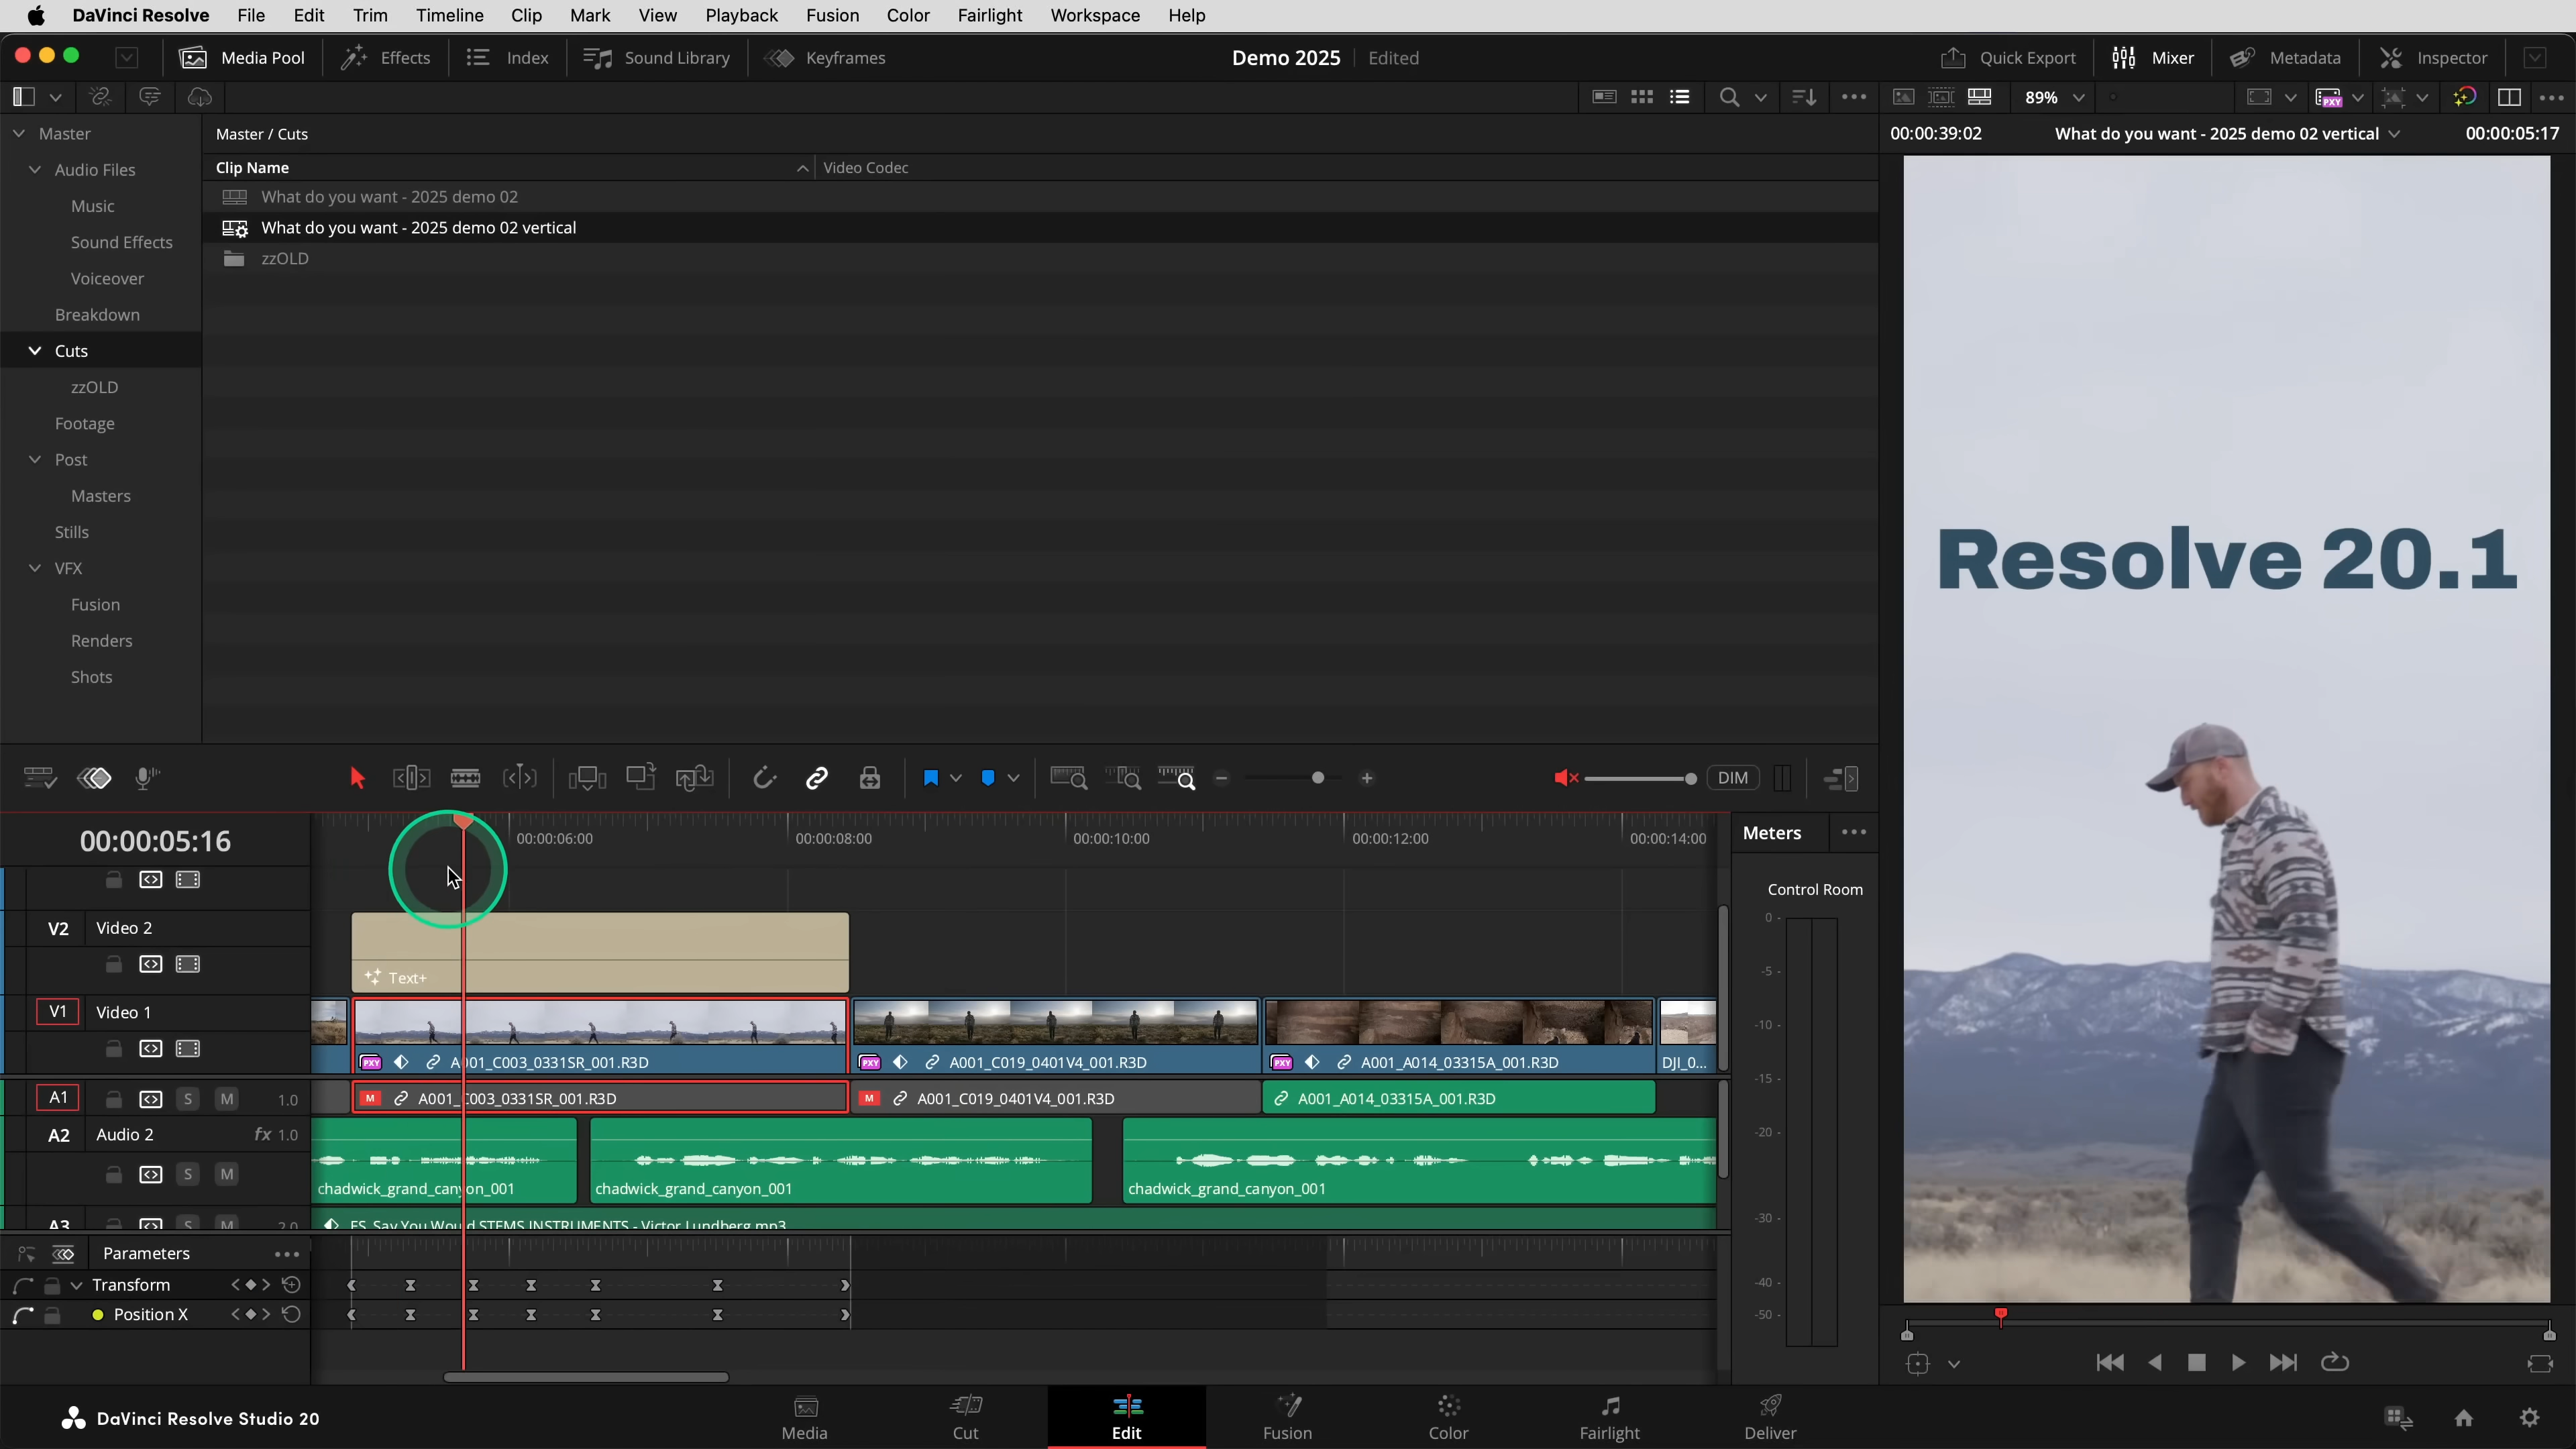 DaVinci Resolve File Edit Trim Timeline Clip Mark View Playback Fusion Color Fairlight Workspace Help
Media Pool Effects Index Sound Library Keyframes Demo 2025 Edited Quick Export Mixer Metadata Inspector
PXY
89%
Master
Master / Cuts
00:00:39:02 What do you want - 2025 demo 02 vertical 00:00:05:17
Audio Files
Clip Name Video Codec
What do you want - 2025 demo 02
Music
What do you want - 2025 demo 02 vertical
Sound Effects
zzOLD
Voiceover
Breakdown
Cuts
zzOLD
Footage
Post
Masters
Stills
VFX
Fusion
Renders
Shots
Resolve 20.1
DIM
00:00:05:16
00:00:06:00 00:00:08:00 00:00:10:00 00:00:12:00 00:00:14:00
Meters
Control Room
V2 Video 2
Text+
V1 Video 1
PXY A001_C003_0331SR_001.R3D PXY A001_C019_0401V4_001.R3D PXY A001_A014_03315A_001.R3D DJI_0...
A1 S M 1.0 M A001_C003_0331SR_001.R3D M A001_C019_0401V4_001.R3D A001_A014_03315A_001.R3D
A2 Audio 2 fx 1.0
S M
chadwick_grand_canyon_001 chadwick_grand_canyon_001 chadwick_grand_canyon_001
A3 S M 2.0 ES_Say You Would STEMS INSTRUMENTS - Victor Lundberg.mp3
0 -
-5 -
-10 -
-15 -
-20 -
-30 -
-40 -
-50 -
Parameters
Transform
Position X
DaVinci Resolve Studio 20
Media Cut Edit Fusion Color Fairlight Deliver